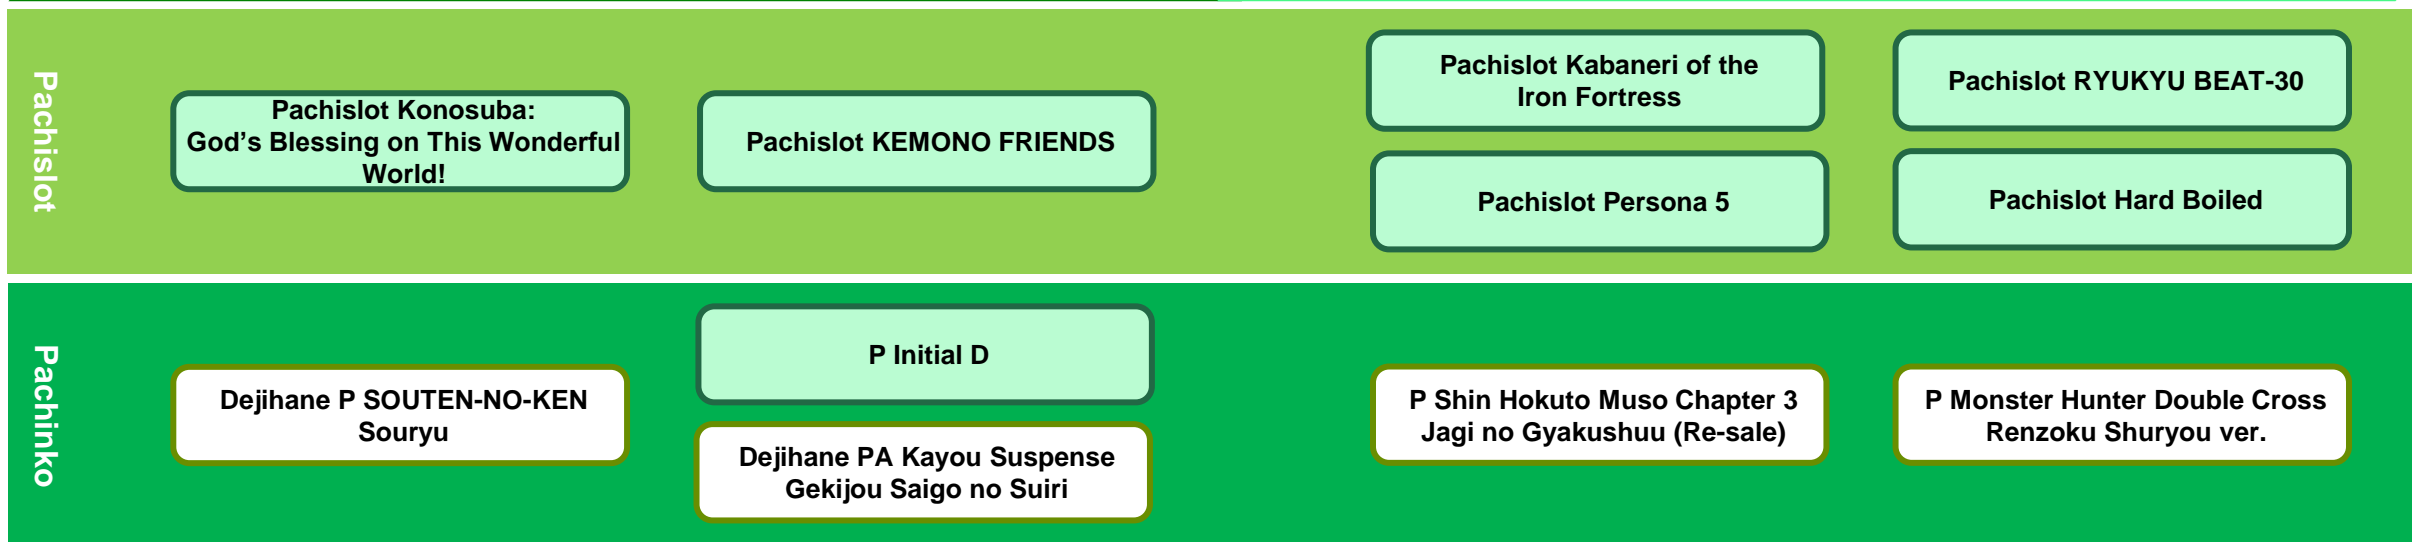 Pachislot
Pachislot Konosuba:
God’s Blessing on This Wonderful
World!
Pachislot KEMONO FRIENDS
Pachislot Kabaneri of the
Iron Fortress
Pachislot RYUKYU BEAT-30
Pachislot Persona 5
Pachislot Hard Boiled
Pachinko
Dejihane P SOUTEN-NO-KEN
Souryu
P Initial D
Dejihane PA Kayou Suspense
Gekijou Saigo no Suiri
P Shin Hokuto Muso Chapter 3
Jagi no Gyakushuu (Re-sale)
P Monster Hunter Double Cross
Renzoku Shuryou ver.